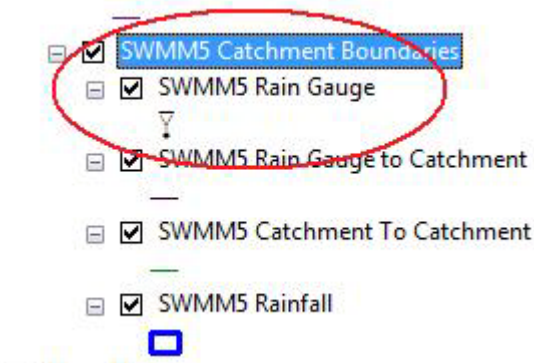 SWMM5 Catchment Boundaries
SWMM5 Rain Gauge
SWMM5 Rain Gauge to Catchment
SWMM5 Catchment To Catchment
SWMM5 Rainfall